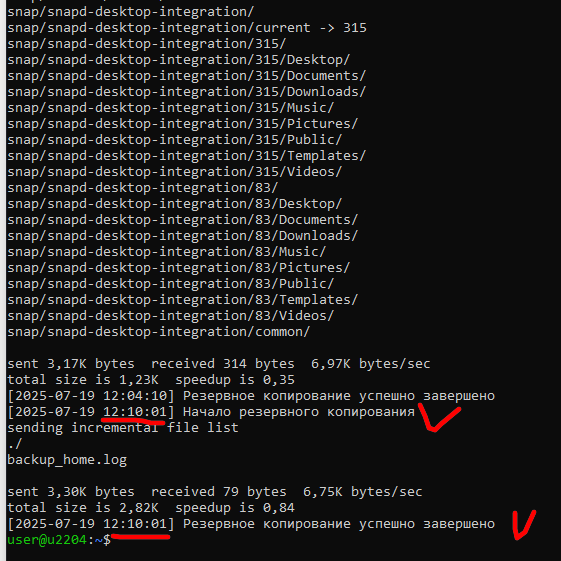 snap/snapd-desktop-integration/
snap/snapd-desktop-integration/current -> 315
snap/snapd-desktop-integration/315/
snap/snapd-desktop-integration/315/Desktop/
snap/snapd-desktop-integration/315/Documents/
snap/snapd-desktop-integration/315/Downloads/
snap/snapd-desktop-integration/315/Music/
snap/snapd-desktop-integration/315/Pictures/
snap/snapd-desktop-integration/315/Public/
snap/snapd-desktop-integration/315/Templates/
snap/snapd-desktop-integration/315/Videos/
snap/snapd-desktop-integration/83/
snap/snapd-desktop-integration/83/Desktop/
snap/snapd-desktop-integration/83/Documents/
snap/snapd-desktop-integration/83/Downloads/
snap/snapd-desktop-integration/83/Music/
snap/snapd-desktop-integration/83/Pictures/
snap/snapd-desktop-integration/83/Public/
snap/snapd-desktop-integration/83/Templates/
snap/snapd-desktop-integration/83/Videos/
snap/snapd-desktop-integration/common/
sent 3,17K bytes  received 314 bytes  6,97K bytes/sec
total size is 1,23K  speedup is 0,35
[2025-07-19 12:04:10] Резервное копирование успешно завершено
[2025-07-19 12:10:01] Начало резервного копирования
sending incremental file list
./
backup_home.log
sent 3,30K bytes  received 79 bytes  6,75K bytes/sec
total size is 2,82K  speedup is 0,84
[2025-07-19 12:10:01] Резервное копирование успешно завершено
user@u2204:~$